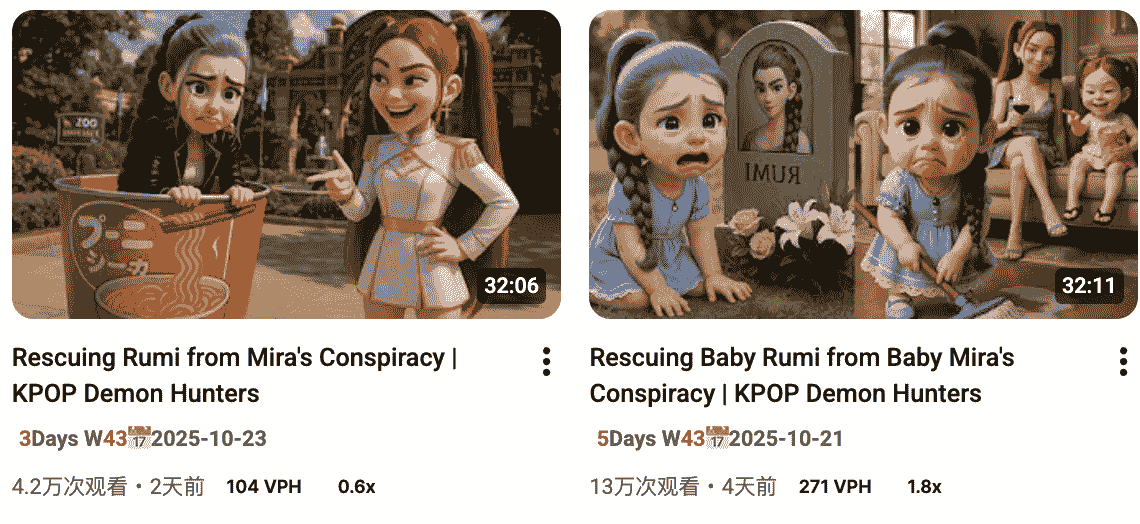 ZOO
32:06
Rescuing Rumi from Mira's Conspiracy |
KPOP Demon Hunters
3Days W43📅2025-10-23
4.2万次观看・2天前 104 VPH 0.6x
IMUR
32:11
Rescuing Baby Rumi from Baby Mira's
Conspiracy | KPOP Demon Hunters
5Days W43📅2025-10-21
13万次观看・4天前 271 VPH 1.8x